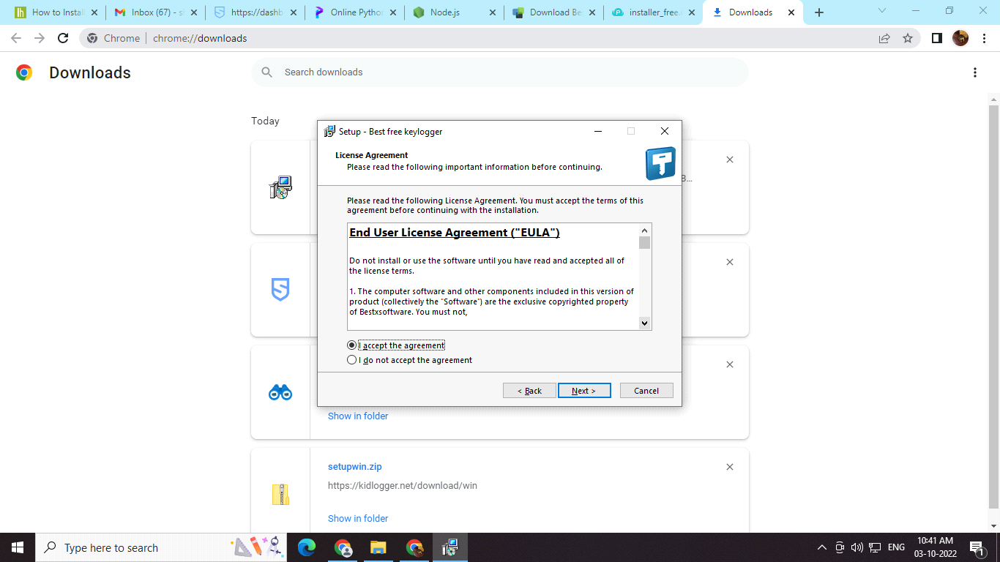 How to Install
Inbox (67) - s
https://dashb
Online Pytho
Node.js
Download Be
installer_free.
Downloads
Chrome
chrome://downloads
Downloads
Search downloads
Today
Setup - Best free keylogger
License Agreement
Please read the following important information before continuing.
B...
Please read the following License Agreement. You must accept the terms of this
agreement before continuing with the installation.
End User License Agreement ("EULA")
Do not install or use the software until you have read and accepted all of
the license terms.
1. The computer software and other components included in this version of
product (collectively the "Software") are the exclusive copyrighted property
of Bestxsoftware. You must not,
I accept the agreement
I do not accept the agreement
< Back
Next >
Cancel
Show in folder
setupwin.zip
https://kidlogger.net/download/win
Show in folder
Type here to search
ENG
10:41 AM
03-10-2022
1